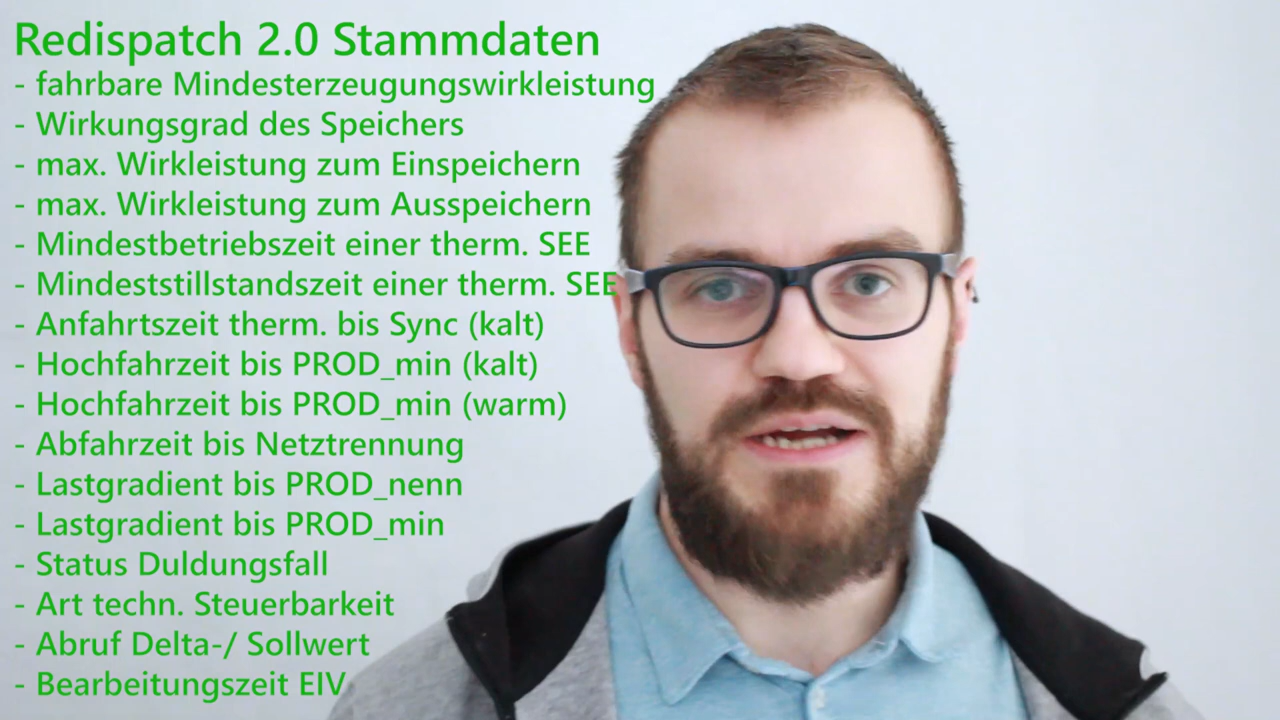 Redispatch 2.0 Stammdaten
- fahrbare Mindesterzeugungswirkleistung
- Wirkungsgrad des Speichers
- max. Wirkleistung zum Einspeichern
- max. Wirkleistung zum Ausspeichern
- Mindestbetriebszeit einer therm. SEE
- Mindeststillstandszeit einer therm. SEE
- Anfahrtszeit therm. bis Sync (kalt)
- Hochfahrzeit bis PROD_min (kalt)
- Hochfahrzeit bis PROD_min (warm)
- Abfahrzeit bis Netztrennung
- Lastgradient bis PROD_nenn
- Lastgradient bis PROD_min
- Status Duldungsfall
- Art techn. Steuerbarkeit
- Abruf Delta-/ Sollwert
- Bearbeitungszeit EIV